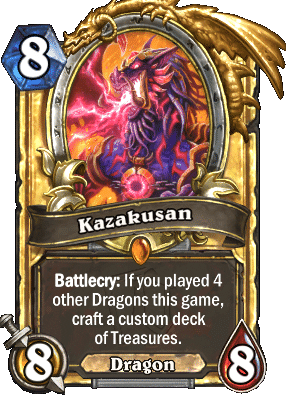 8
Kazakusan
Battlecry: If you played 4
other Dragons this game,
craft a custom deck
of Treasures.
8 Dragon 8